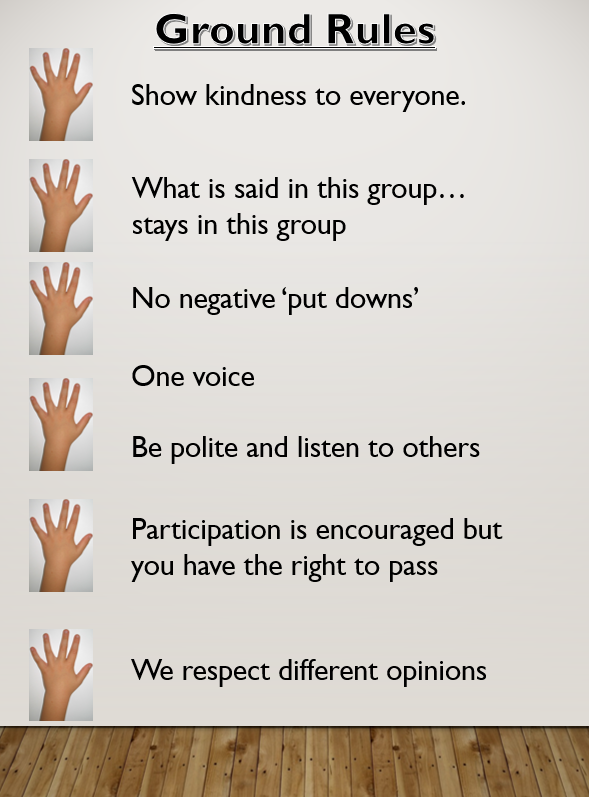 Ground Rules
Show kindness to everyone.
What is said in this group…
stays in this group
No negative ‘put downs’
One voice
Be polite and listen to others
Participation is encouraged but
you have the right to pass
We respect different opinions